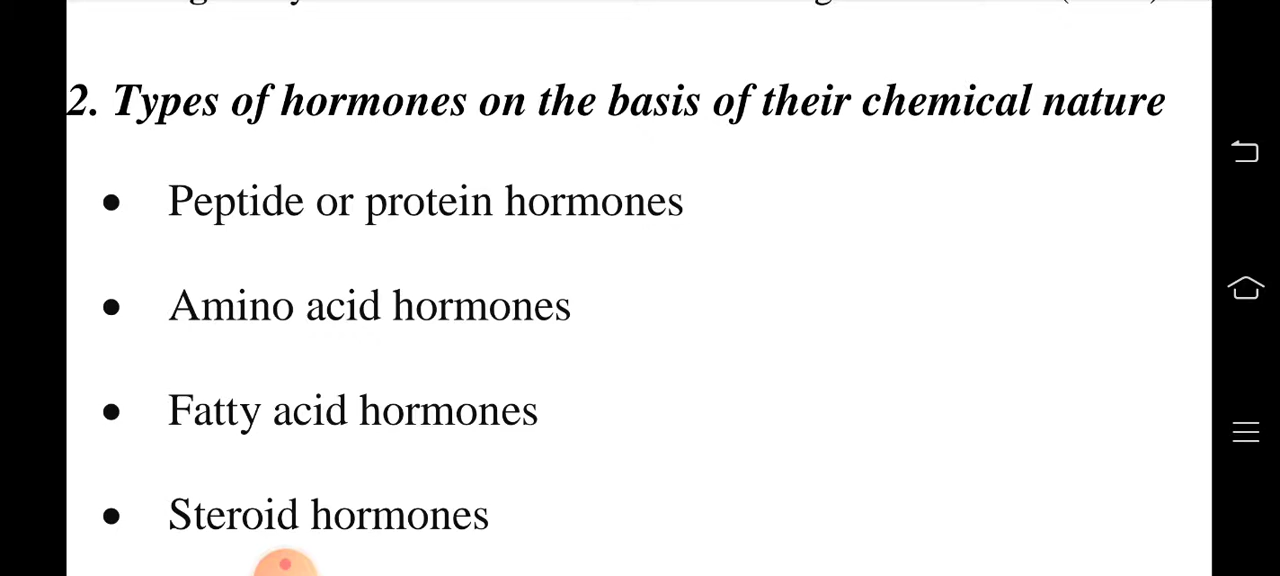 2. Types of hormones on the basis of their chemical nature
• Peptide or protein hormones
• Amino acid hormones
• Fatty acid hormones
• Steroid hormones